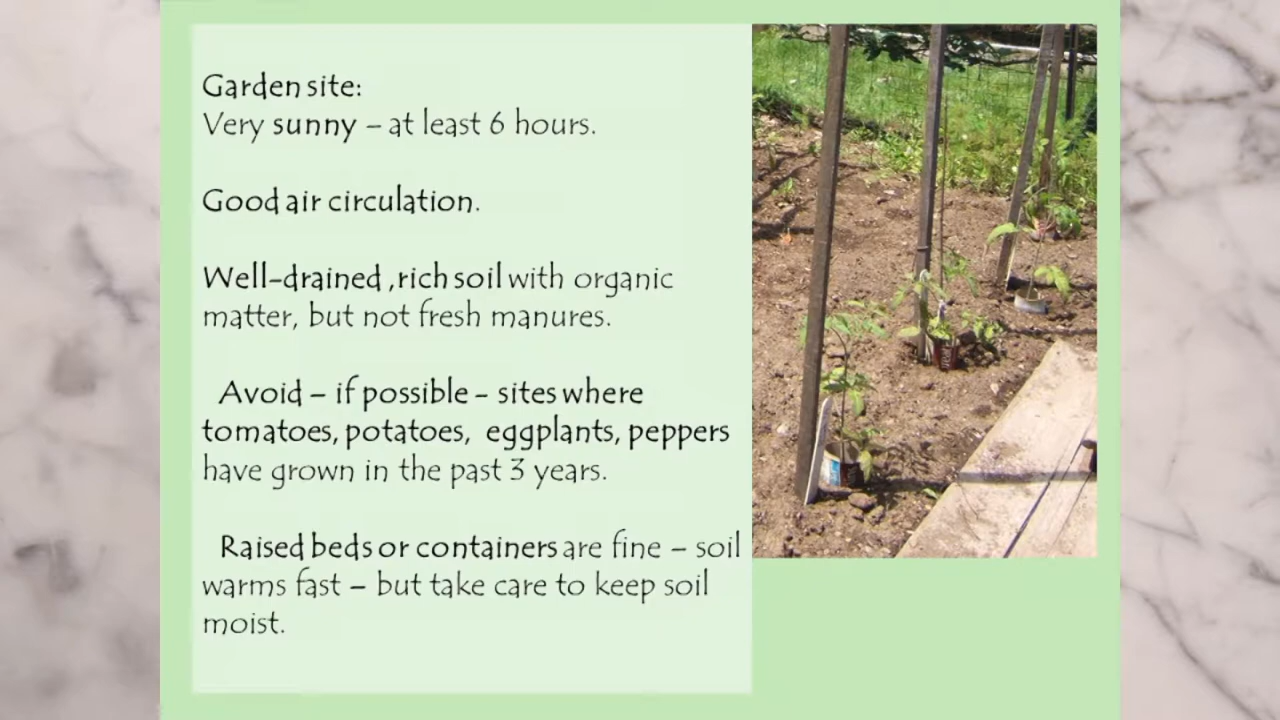 Garden site:
Very sunny – at least 6 hours.
Good air circulation.
Well-drained ,rich soil with organic
matter, but not fresh manures.
Avoid – if possible - sites where
tomatoes, potatoes, eggplants, peppers
have grown in the past 3 years.
Raised beds or containers are fine – soil
warms fast – but take care to keep soil
moist.